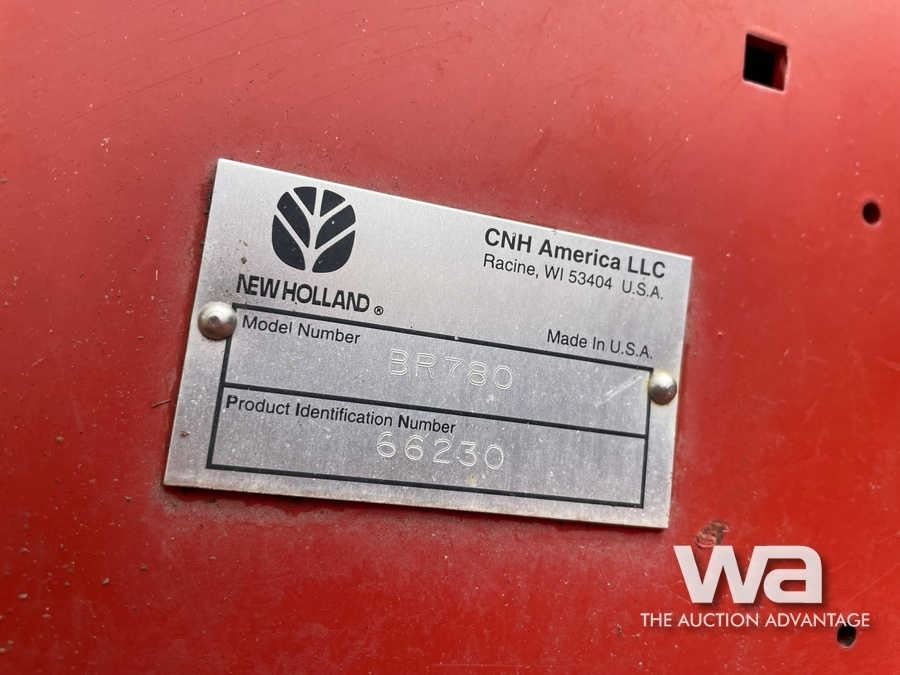 NEW HOLLAND®
CNH America LLC
Racine, WI 53404 U.S.A.
Made In U.S.A.
Model Number
BR780
Product Identification Number
66230
wa
THE AUCTION ADVANTAGE